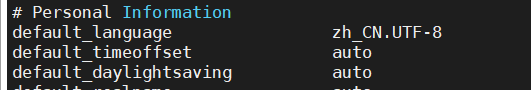 # Personal Information
default_language zh_CN.UTF-8
default_timeoffset auto
default_daylightsaving auto